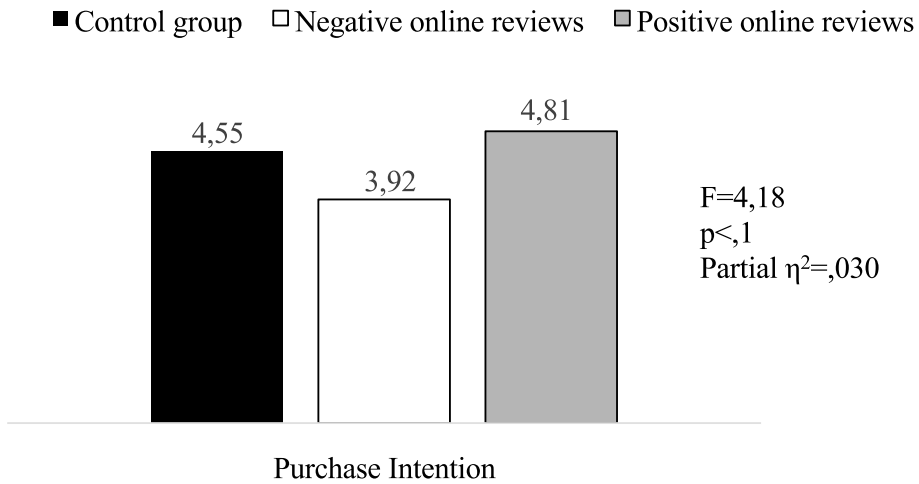 Control group Negative online reviews Positive online reviews
4,55
3,92
4,81
F=4,18
p<,1
Partial η²=,030
Purchase Intention